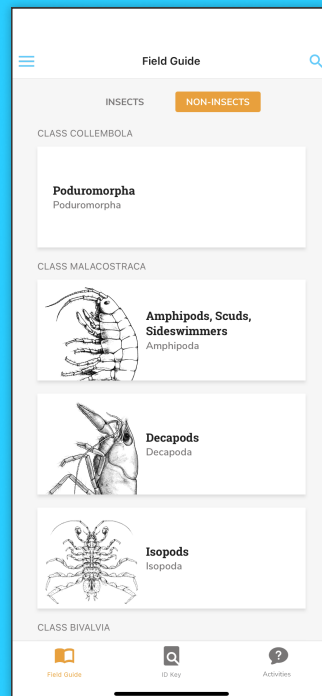 Field Guide
INSECTS
NON-INSECTS
CLASS COLLEMBOLA
Poduromorpha
Poduromorpha
CLASS MALACOSTRACA
Amphipods, Scuds,
Sideswimmers
Amphipoda
Decapods
Decapoda
Isopods
Isopoda
CLASS BIVALVIA
Field Guide
ID Key
Activities